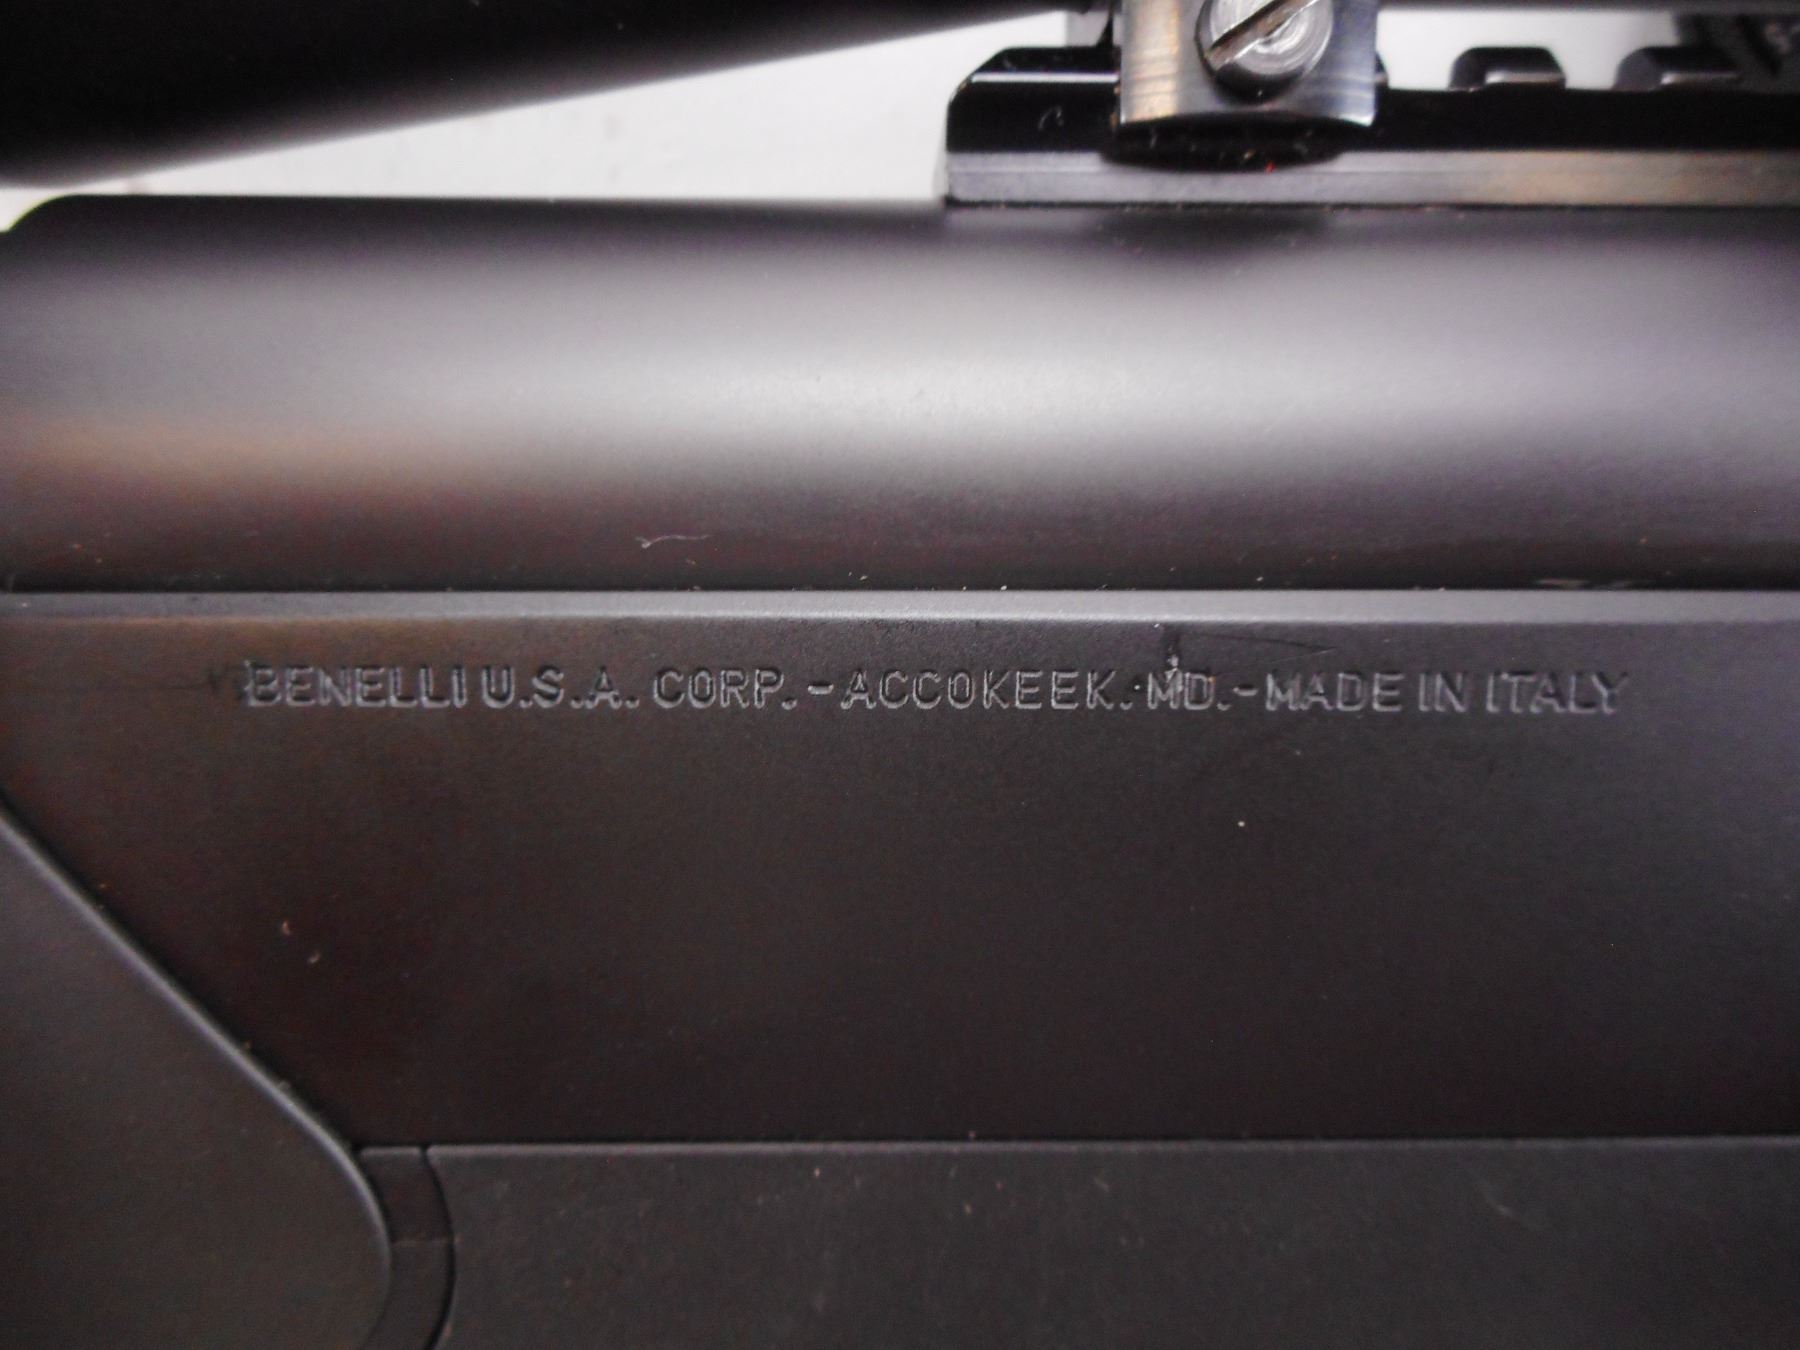 BENELLI U.S.A. CORP. - ACCOKEEK. MD. - MADE IN ITALY